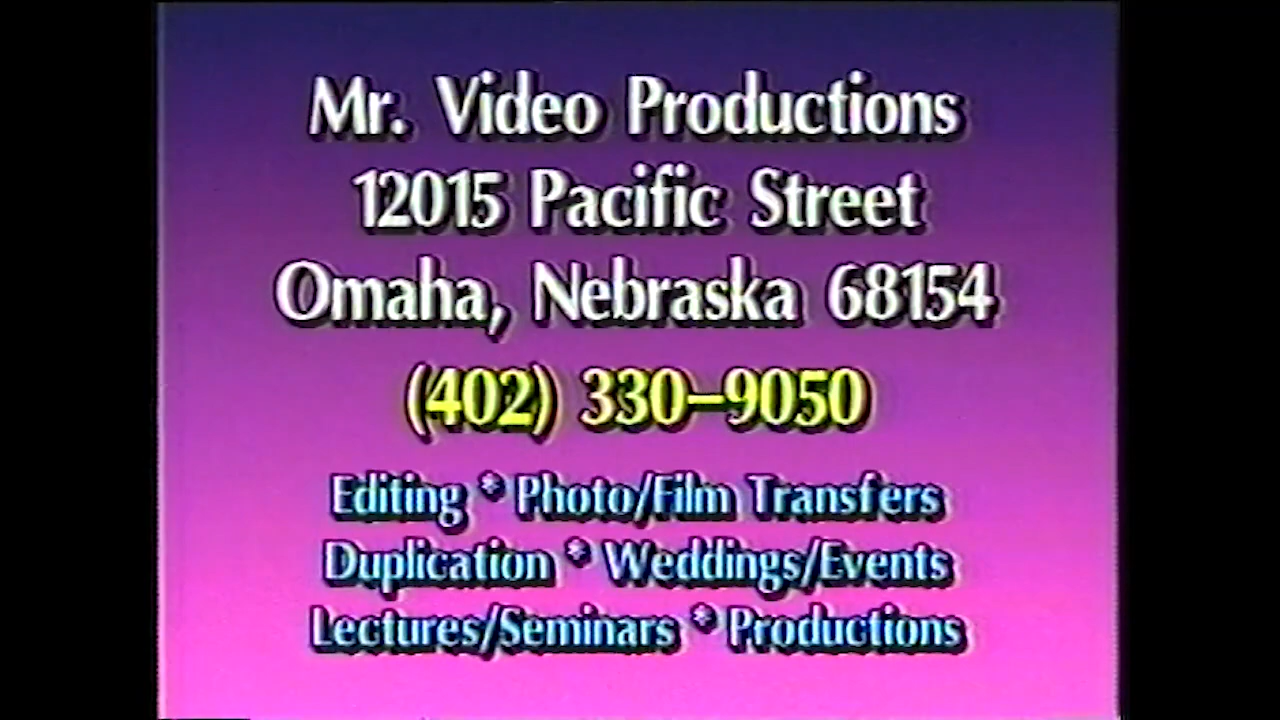 Mr. Video Productions
12015 Pacific Street
Omaha, Nebraska 68154
(402) 330-9050
Editing * Photo/Film Transfers
Duplication * Weddings/Events
Lectures/Seminars * Productions